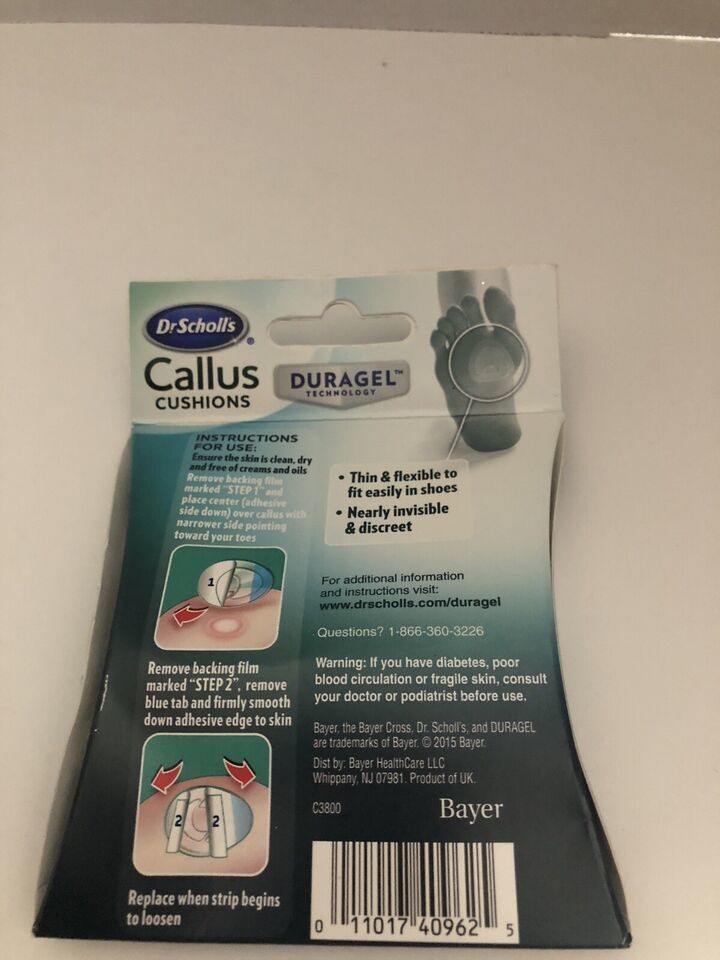 Dr.Scholl's®
Callus
CUSHIONS
DURAGEL™
TECHNOLOGY
INSTRUCTIONS
FOR USE:
Ensure the skin is clean, dry
and free of creams and oils
Remove backing film
marked "STEP 1" and
place center (adhesive
side down) over callus with
narrower side pointing
toward your toes
1
Remove backing film
marked "STEP 2", remove
blue tab and firmly smooth
down adhesive edge to skin
2 2
Replace when strip begins
to loosen
• Thin & flexible to
fit easily in shoes
• Nearly invisible
& discreet
For additional information
and instructions visit:
www.drscholls.com/duragel
Questions? 1-866-360-3226
Warning: If you have diabetes, poor
blood circulation or fragile skin, consult
your doctor or podiatrist before use.
Bayer, the Bayer Cross, Dr. Scholl's, and DURAGEL
are trademarks of Bayer. © 2015 Bayer.
Dist by: Bayer HealthCare LLC
Whippany, NJ 07981. Product of UK.
C3800
Bayer
0 11017 40962 5